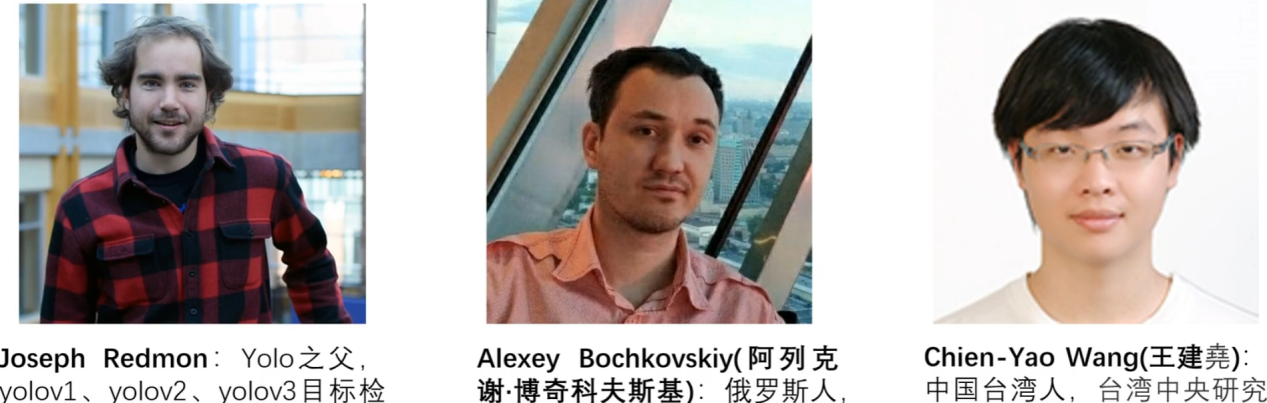 Joseph Redmon：Yolo之父，
yolov1、yolov2、yolov3目标检
Alexey Bochkovskiy(阿列克
谢·博奇科夫斯基)：俄罗斯人，
Chien-Yao Wang(王建堯)：
中国台湾人，台湾中央研究